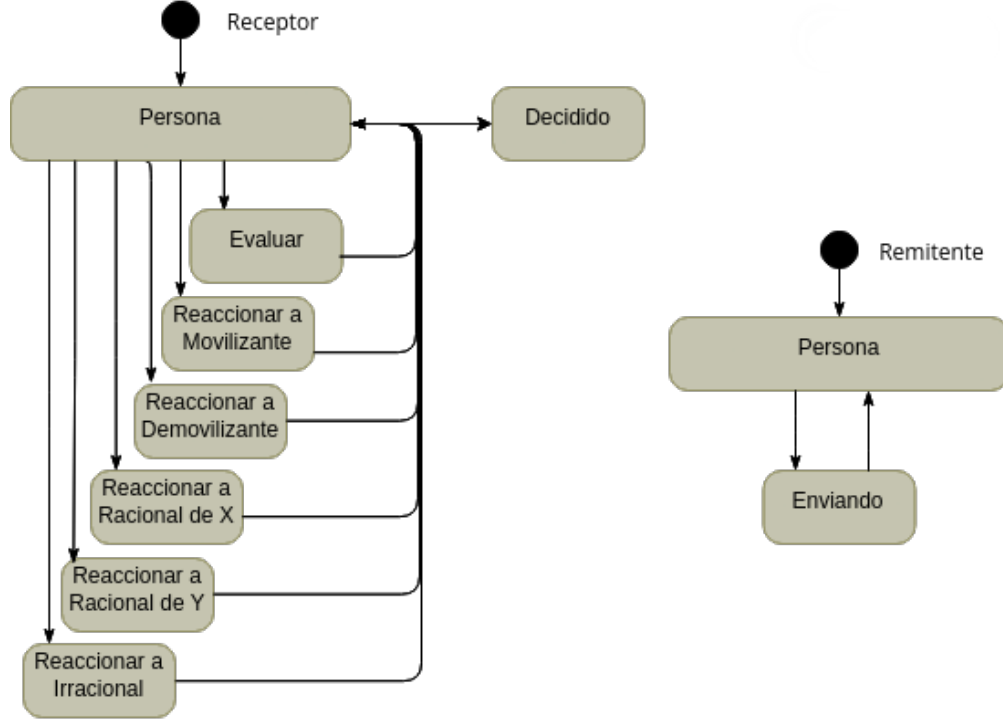 Receptor
Persona
Decidido
Evaluar
Reaccionar a
Movilizante
Reaccionar a
Demovilizante
Reaccionar a
Racional de X
Reaccionar a
Racional de Y
Reaccionar a
Irracional
Remitente
Persona
Enviando